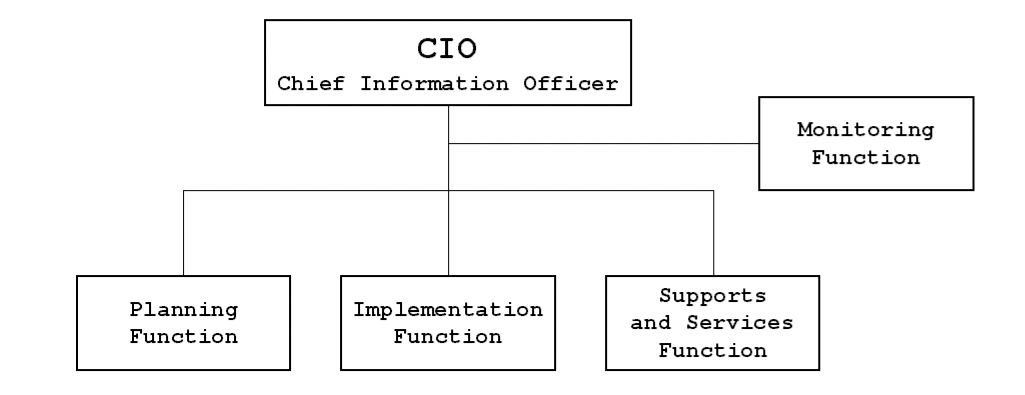 CIO
Chief Information Officer
Monitoring
Function
Planning
Function
Implementation
Function
Supports
and Services
Function